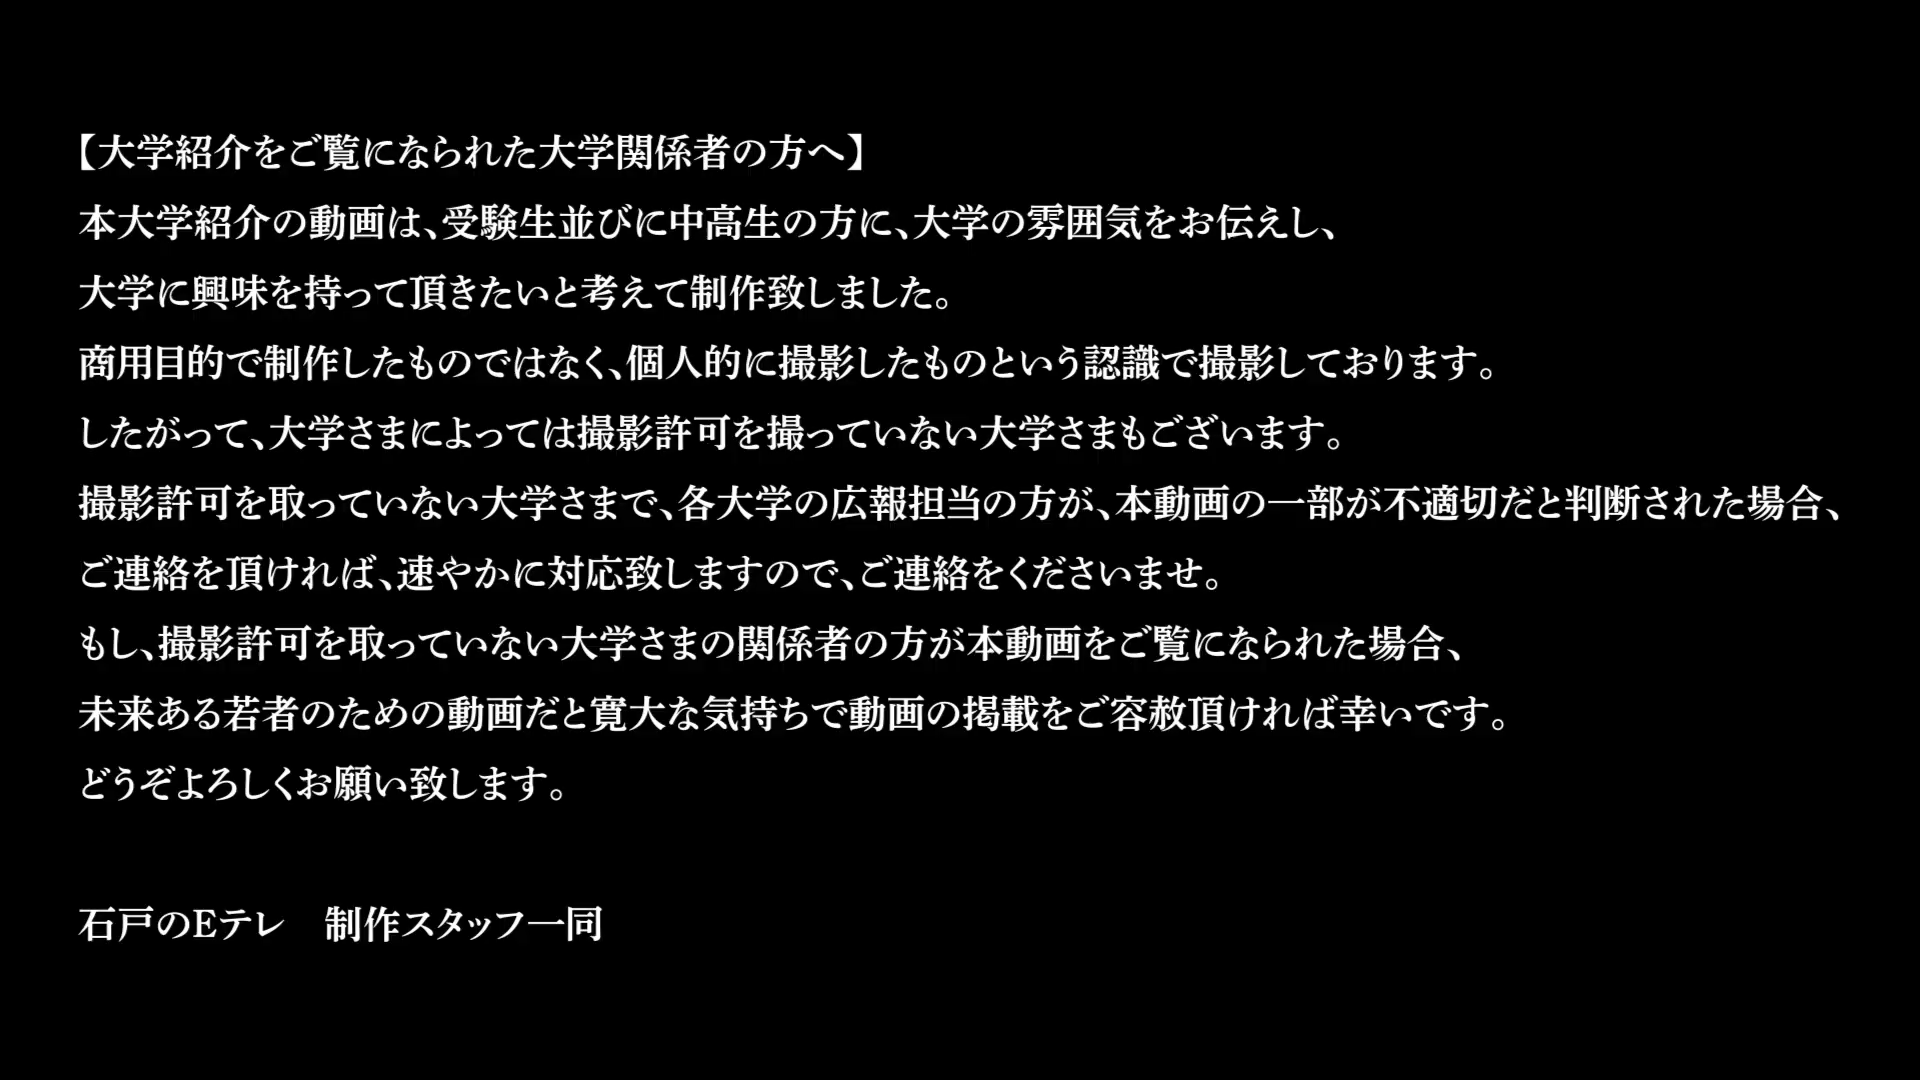 【大学紹介をご覧になられた大学関係者の方へ】
本大学紹介の動画は、受験生並びに中高生の方に、大学の雰囲気をお伝えし、
大学に興味を持って頂きたいと考えて制作致しました。
商用目的で制作したものではなく、個人的に撮影したものという認識で撮影しております。
したがって、大学さまによっては撮影許可を撮っていない大学さまもございます。
撮影許可を取っていない大学さまで、各大学の広報担当の方が、本動画の一部が不適切だと判断された場合、
ご連絡を頂ければ、速やかに対応致しますので、ご連絡をくださいませ。
もし、撮影許可を取っていない大学さまの関係者の方が本動画をご覧になられた場合、
未来ある若者のための動画だと寛大な気持ちで動画の掲載をご容赦頂ければ幸いです。
どうぞよろしくお願い致します。
石戸のEテレ　制作スタッフ一同